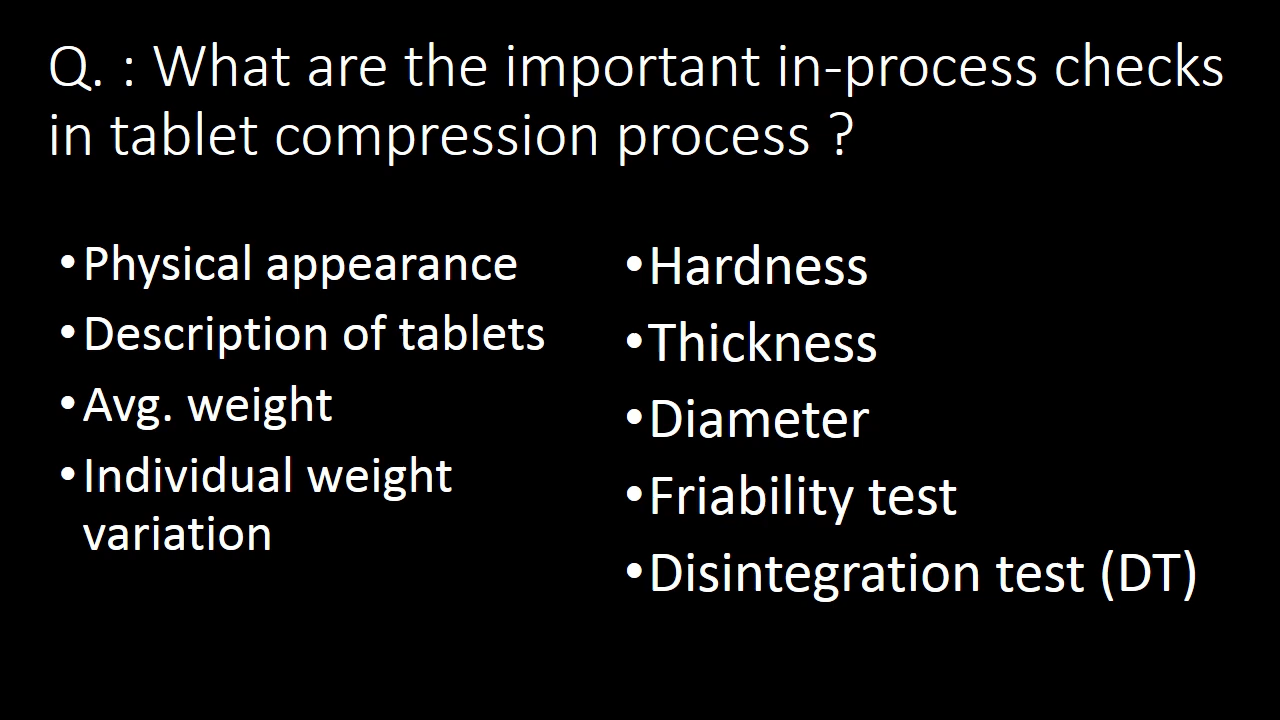 Q. : What are the important in-process checks
in tablet compression process ?
•Physical appearance
•Description of tablets
•Avg. weight
•Individual weight
variation
•Hardness
•Thickness
•Diameter
•Friability test
•Disintegration test (DT)